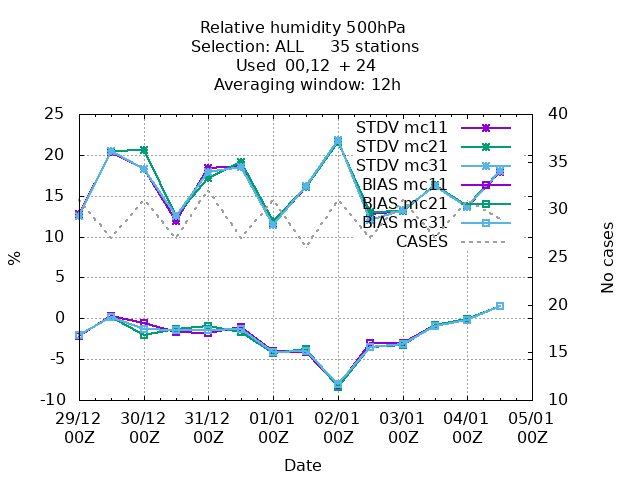 Relative humidity 500hPa
Selection: ALL 35 stations
Used 00,12 + 24
Averaging window: 12h
25
20
15
10
5
0
-5
-10
%
40
35
30
25
20
15
10
No cases
STDV mc11
STDV mc21
STDV mc31
BIAS mc11
BIAS mc21
BIAS mc31
CASES
29/12 30/12 31/12 01/01 02/01 03/01 04/01 05/01
00Z 00Z 00Z 00Z 00Z 00Z 00Z 00Z
Date